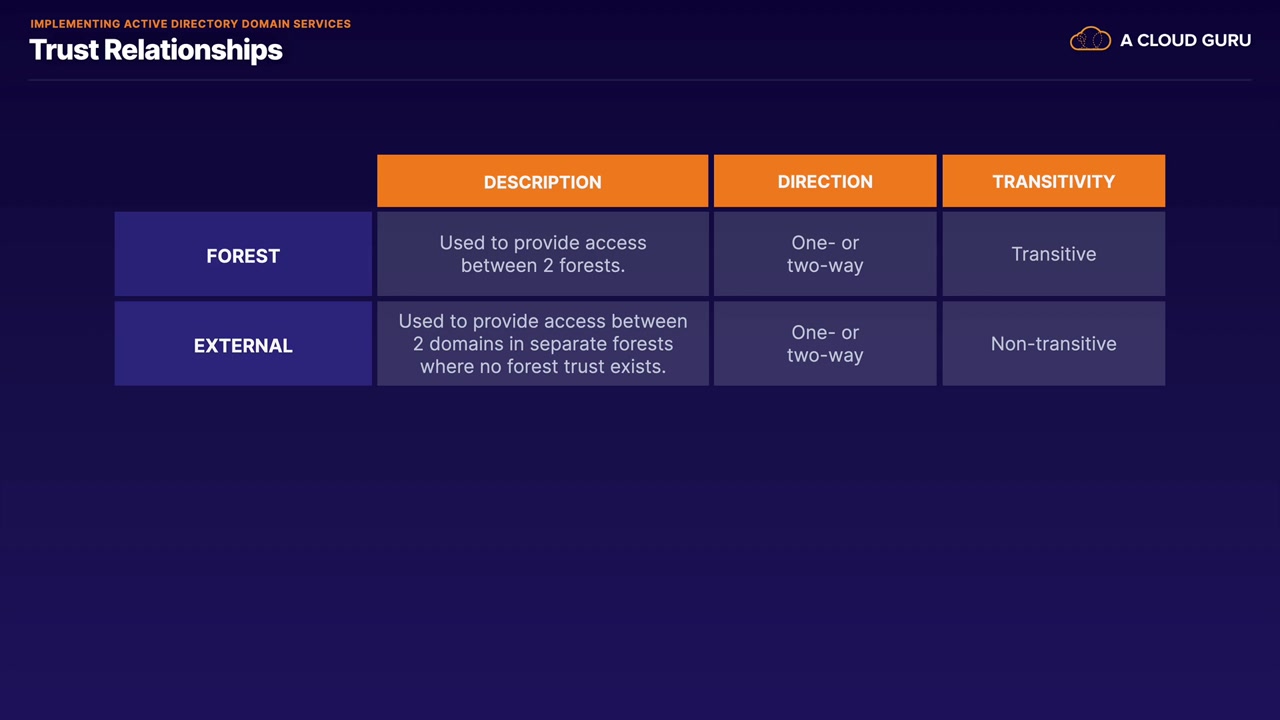 IMPLEMENTING ACTIVE DIRECTORY DOMAIN SERVICES
Trust Relationships
A CLOUD GURU
DESCRIPTION
DIRECTION
TRANSITIVITY
FOREST
Used to provide access
between 2 forests.
One- or
two-way
Transitive
EXTERNAL
Used to provide access between
2 domains in separate forests
where no forest trust exists.
One- or
two-way
Non-transitive